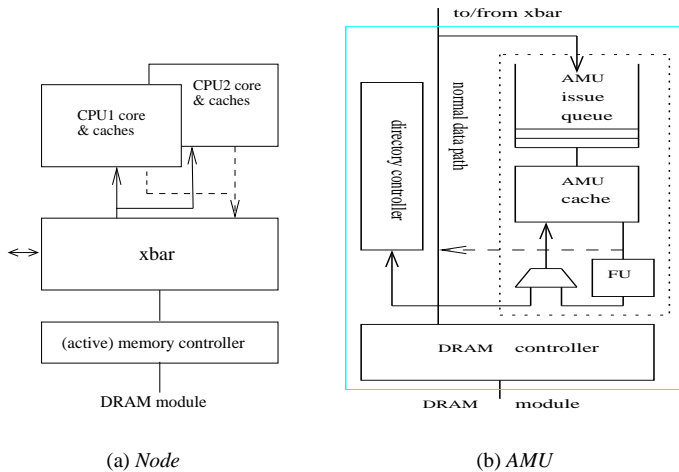 CPU2 core
& caches
CPU1 core
& caches
xbar
(active) memory controller
DRAM module
(a) Node
to/from xbar
directory controller
normal data path
AMU
issue
queue
AMU
cache
FU
DRAM controller
DRAM module
(b) AMU